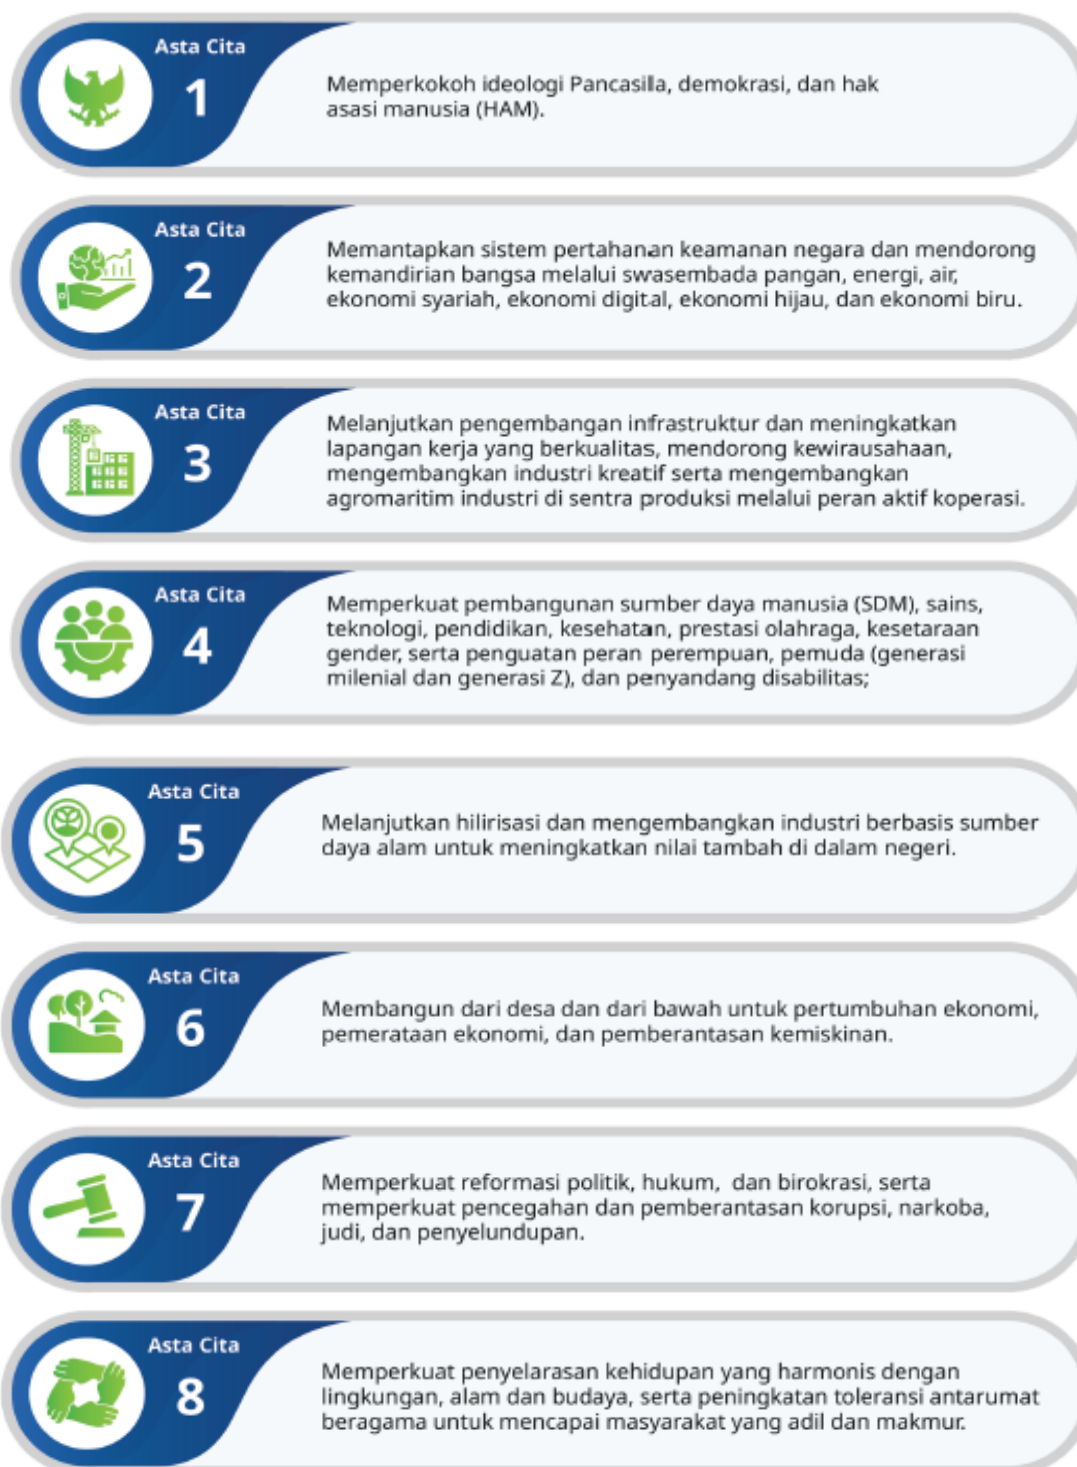 Asta Cita
1
Memperkokoh ideologi Pancasila, demokrasi, dan hak
asasi manusia (HAM).
Asta Cita
2
Memantapkan sistem pertahanan keamanan negara dan mendorong
kemandirian bangsa melalui swasembada pangan, energi, air,
ekonomi syariah, ekonomi digital, ekonomi hijau, dan ekonomi biru.
Asta Cita
3
Melanjutkan pengembangan infrastruktur dan meningkatkan
lapangan kerja yang berkualitas, mendorong kewirausahaan,
mengembangkan industri kreatif serta mengembangkan
agromaritim industri di sentra produksi melalui peran aktif koperasi.
Asta Cita
4
Memperkuat pembangunan sumber daya manusia (SDM), sains,
teknologi, pendidikan, kesehatan, prestasi olahraga, kesetaraan
gender, serta penguatan peran perempuan, pemuda (generasi
milenial dan generasi Z), dan penyandang disabilitas;
Asta Cita
5
Melanjutkan hilirisasi dan mengembangkan industri berbasis sumber
daya alam untuk meningkatkan nilai tambah di dalam negeri.
Asta Cita
6
Membangun dari desa dan dari bawah untuk pertumbuhan ekonomi,
pemerataan ekonomi, dan pemberantasan kemiskinan.
Asta Cita
7
Memperkuat reformasi politik, hukum, dan birokrasi, serta
memperkuat pencegahan dan pemberantasan korupsi, narkoba,
judi, dan penyelundupan.
Asta Cita
8
Memperkuat penyelarasan kehidupan yang harmonis dengan
lingkungan, alam dan budaya, serta peningkatan toleransi antarumat
beragama untuk mencapai masyarakat yang adil dan makmur.